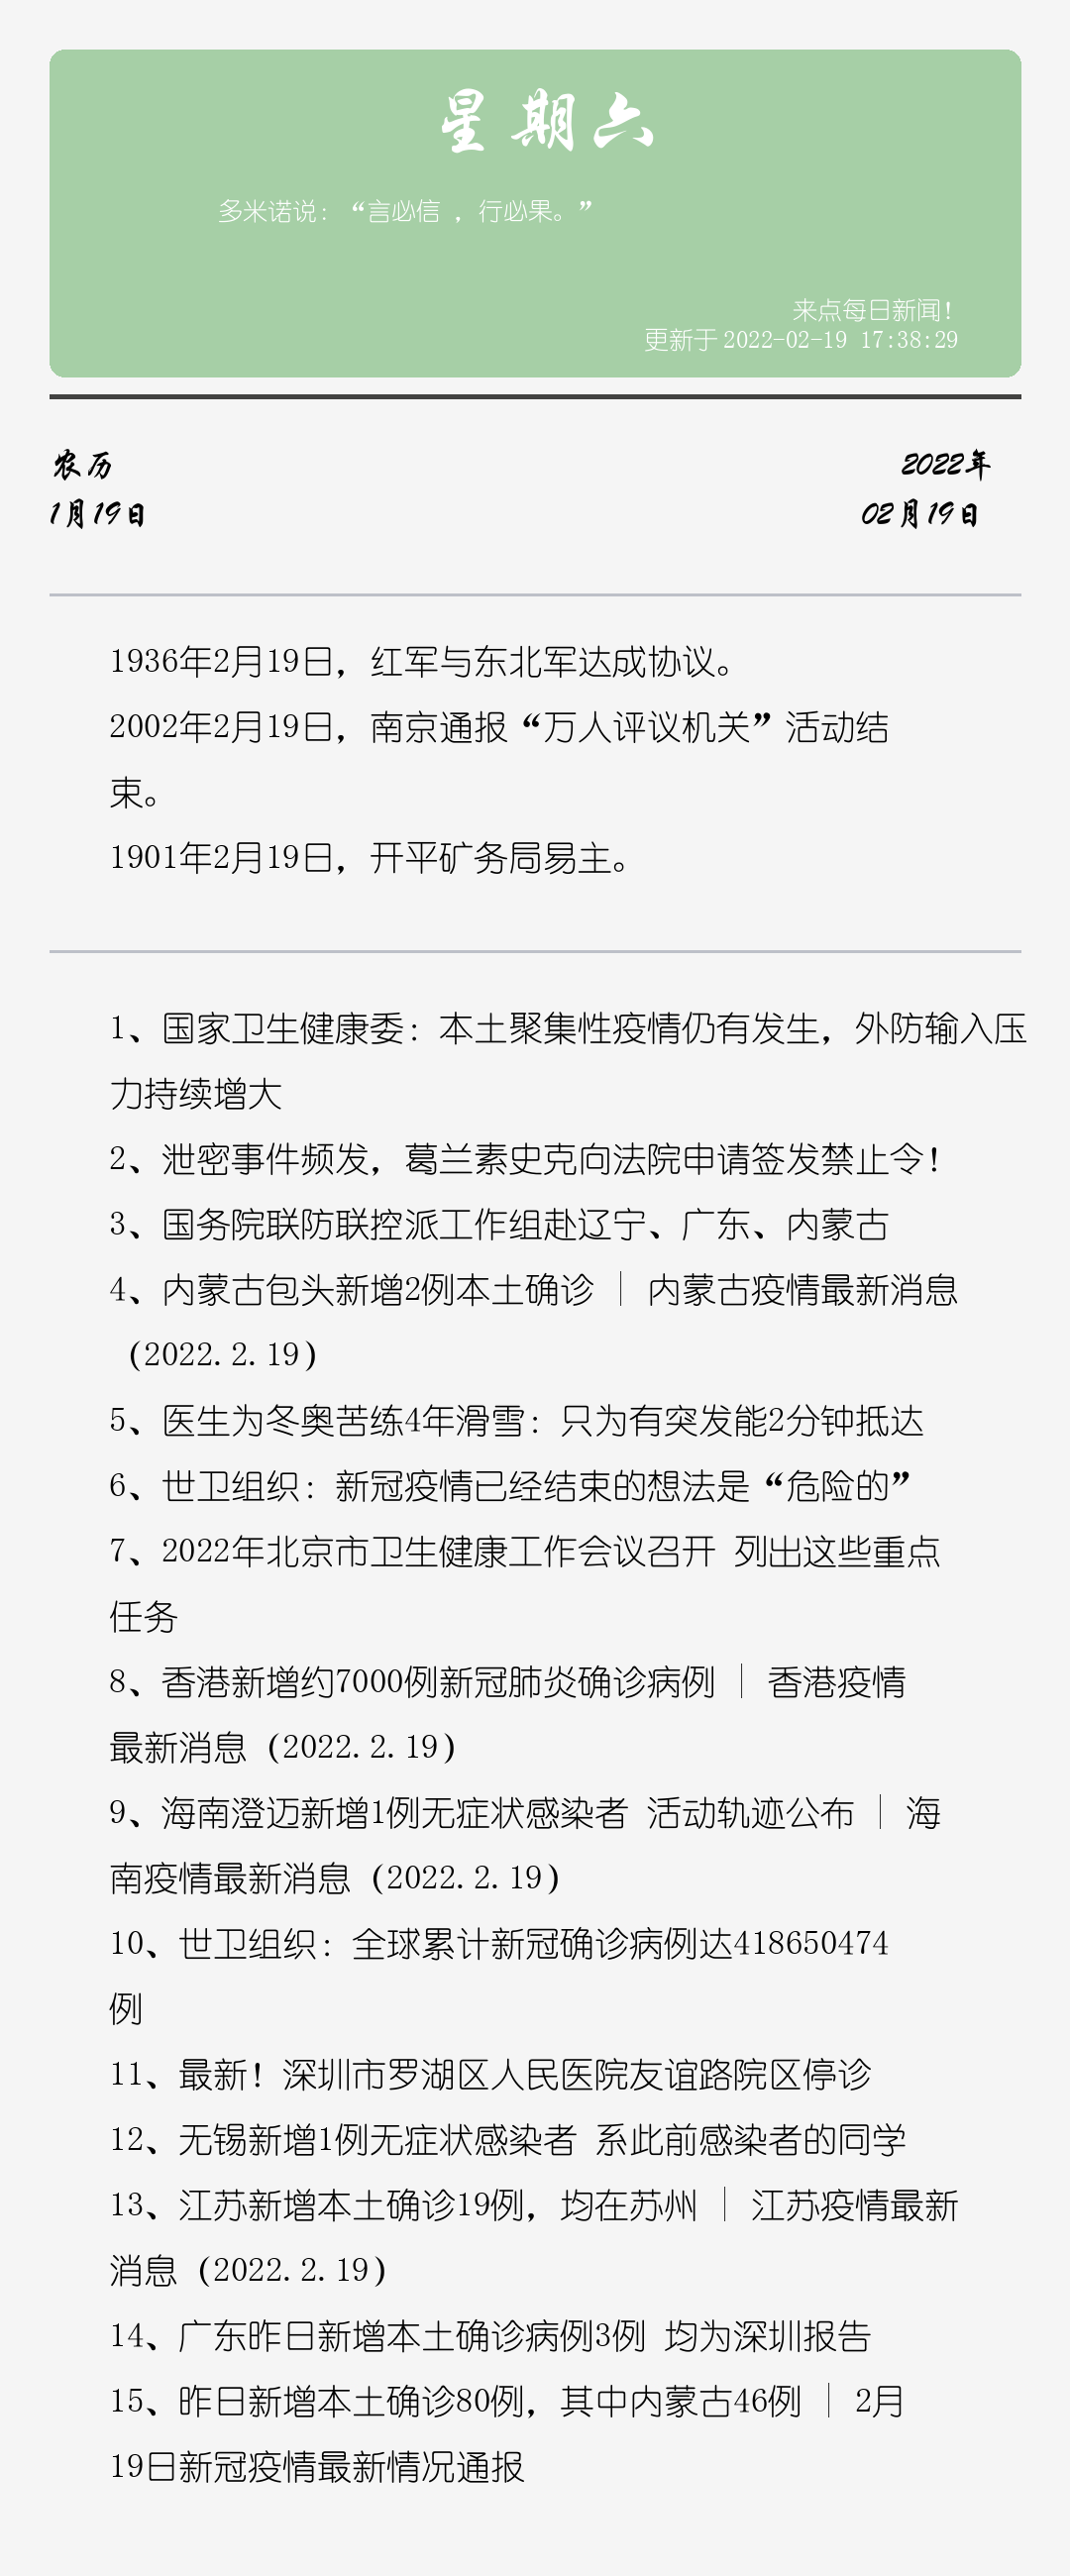 星期六
多米诺说：“言必信 ，行必果。”
来点每日新闻！
更新于 2022-02-19 17:38:29
农历
2022年
1月19日
02月19日
1936年2月19日，红军与东北军达成协议。
2002年2月19日，南京通报“万人评议机关”活动结
束。
1901年2月19日，开平矿务局易主。
1、国家卫生健康委：本土聚集性疫情仍有发生，外防输入压
力持续增大
2、泄密事件频发，葛兰素史克向法院申请签发禁止令！
3、国务院联防联控派工作组赴辽宁、广东、内蒙古
4、内蒙古包头新增2例本土确诊 | 内蒙古疫情最新消息
（2022.2.19）
5、医生为冬奥苦练4年滑雪：只为有突发能2分钟抵达
6、世卫组织：新冠疫情已经结束的想法是“危险的”
7、2022年北京市卫生健康工作会议召开 列出这些重点
任务
8、香港新增约7000例新冠肺炎确诊病例 | 香港疫情
最新消息（2022.2.19）
9、海南澄迈新增1例无症状感染者 活动轨迹公布 | 海
南疫情最新消息（2022.2.19）
10、世卫组织：全球累计新冠确诊病例达418650474
例
11、最新！深圳市罗湖区人民医院友谊路院区停诊
12、无锡新增1例无症状感染者 系此前感染者的同学
13、江苏新增本土确诊19例，均在苏州 | 江苏疫情最新
消息（2022.2.19）
14、广东昨日新增本土确诊病例3例 均为深圳报告
15、昨日新增本土确诊80例，其中内蒙古46例 | 2月
19日新冠疫情最新情况通报